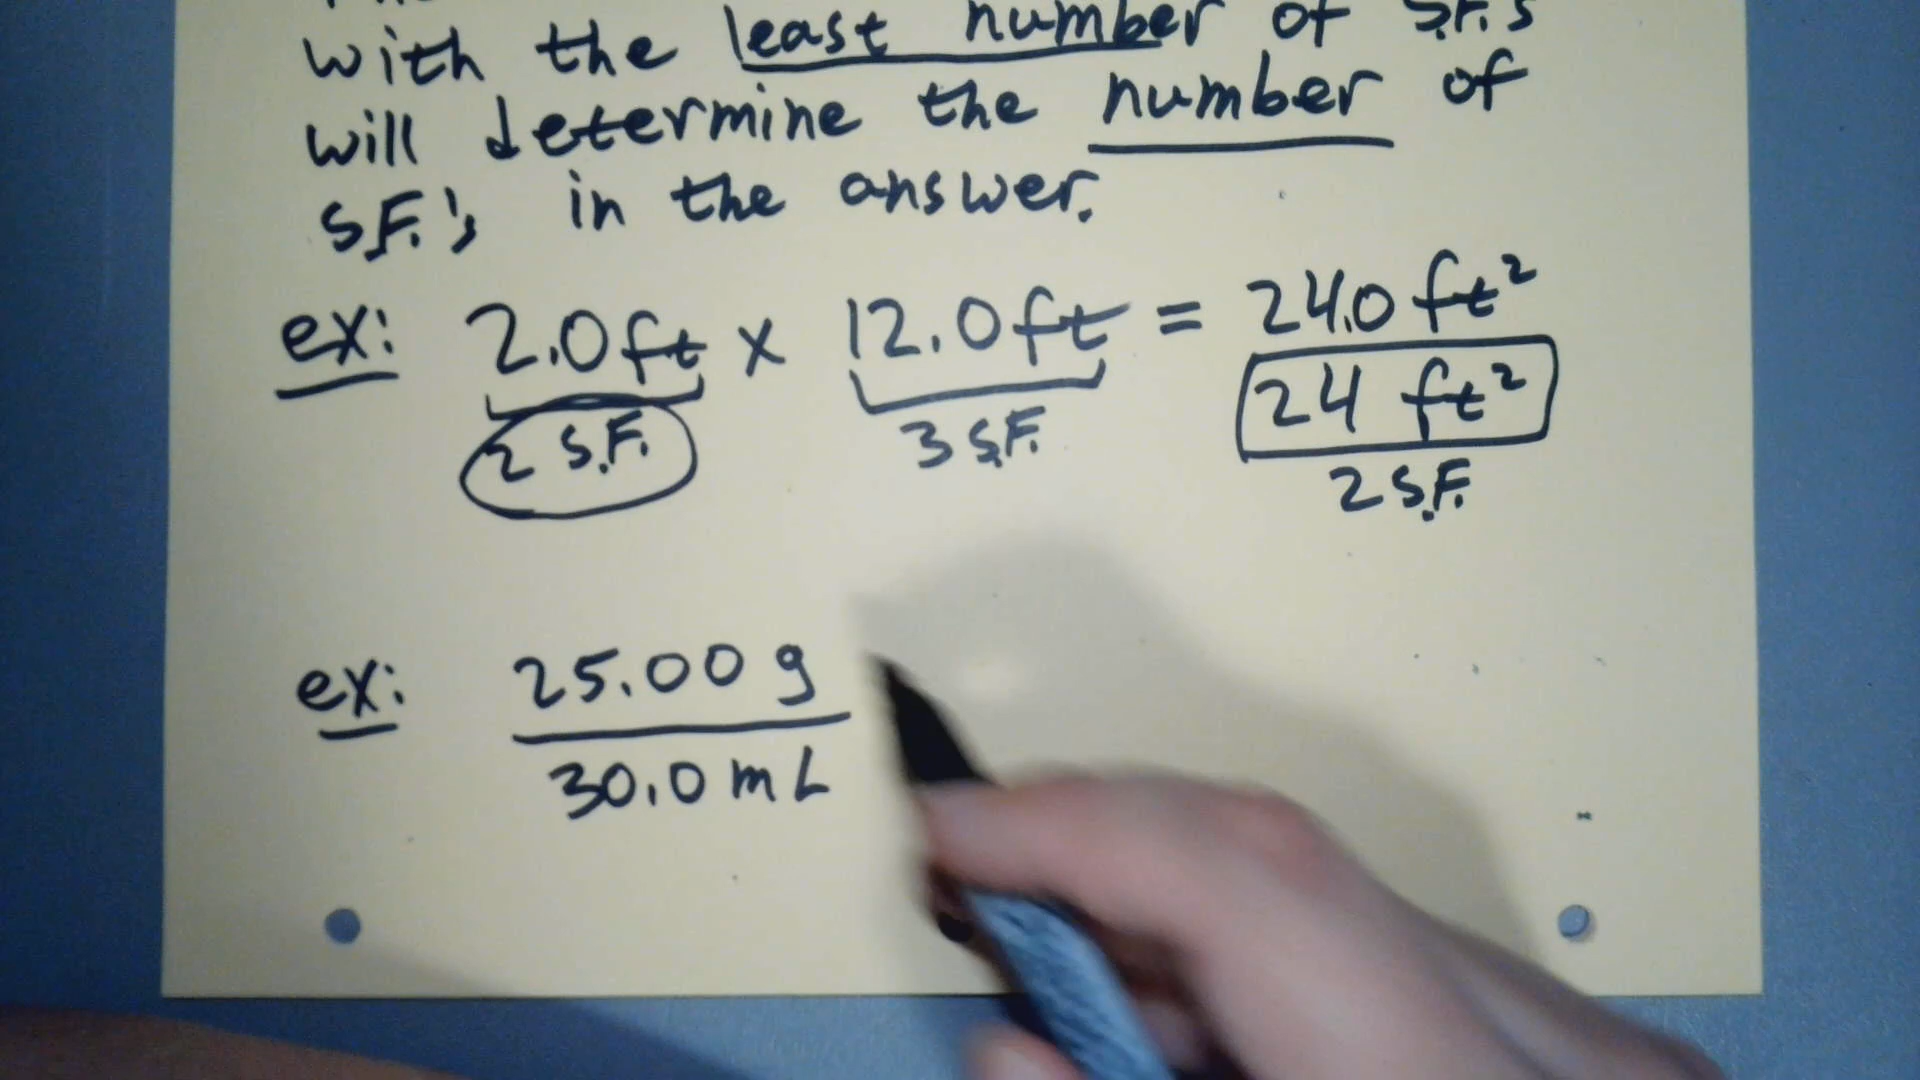 with the least number of S.F.'s
will determine the number of
S.F.'s in the answer.
ex: 2.0 ft x 12.0 ft = 24.0 ft²
24 ft²
2 S.F. 3 S.F. 2 S.F.
ex: 25.00 g
30.0 mL